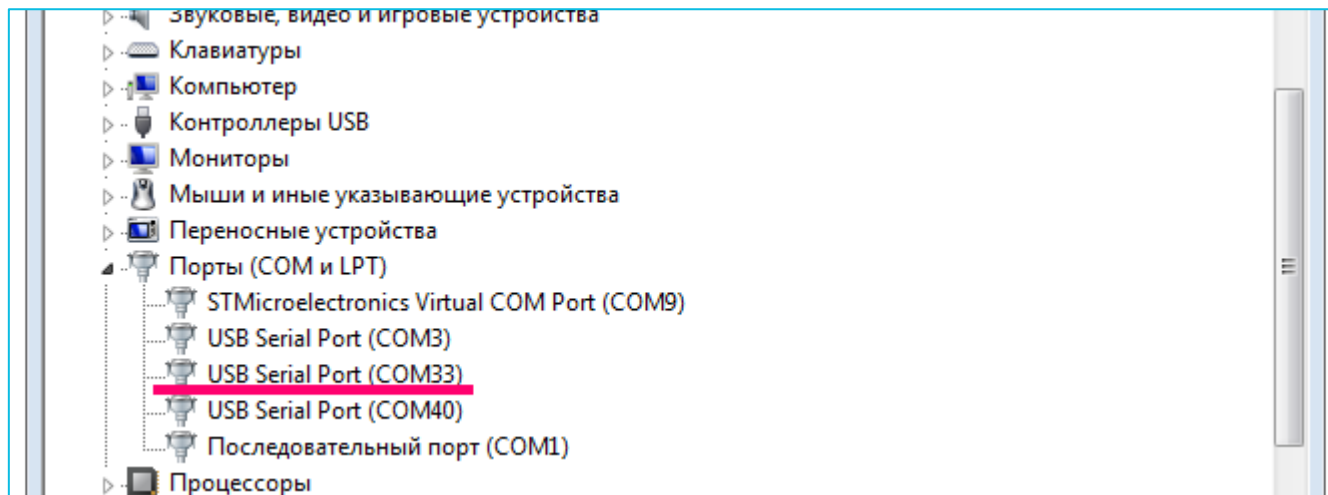 Звуковые, видео и игровые устройства
Клавиатуры
Компьютер
Контроллеры USB
Мониторы
Мыши и иные указывающие устройства
Переносные устройства
Порты (COM и LPT)
STMicroelectronics Virtual COM Port (COM9)
USB Serial Port (COM3)
USB Serial Port (COM33)
USB Serial Port (COM40)
Последовательный порт (COM1)
Процессоры